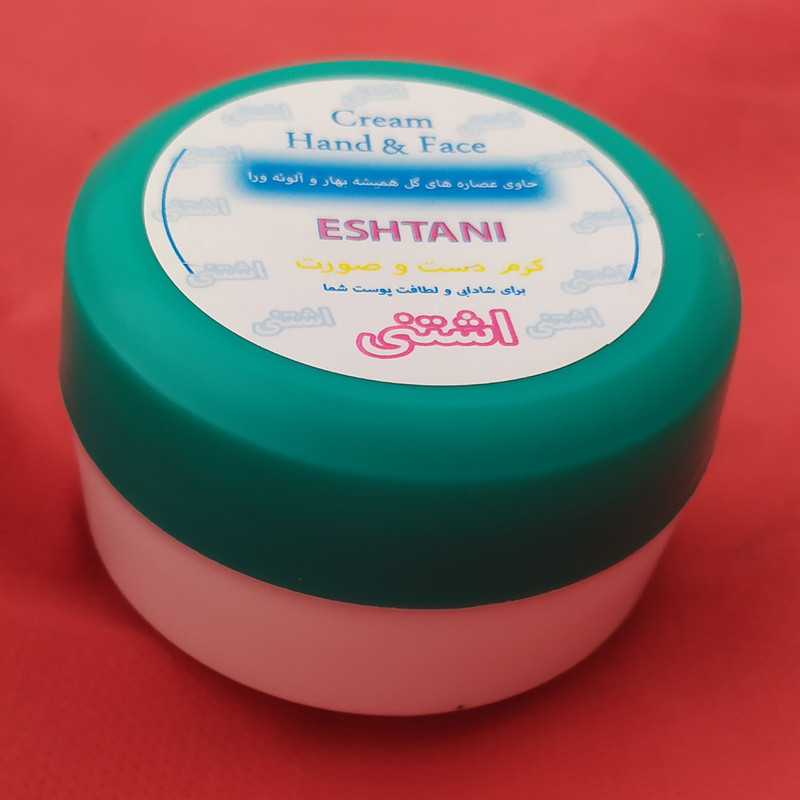 Cream
Hand & Face
حاوی عصاره های گل همیشه بهار و آلوئه ورا
ESHTANI
کرم دست و صورت
برای شادابی و لطافت پوست شما
اشتنی